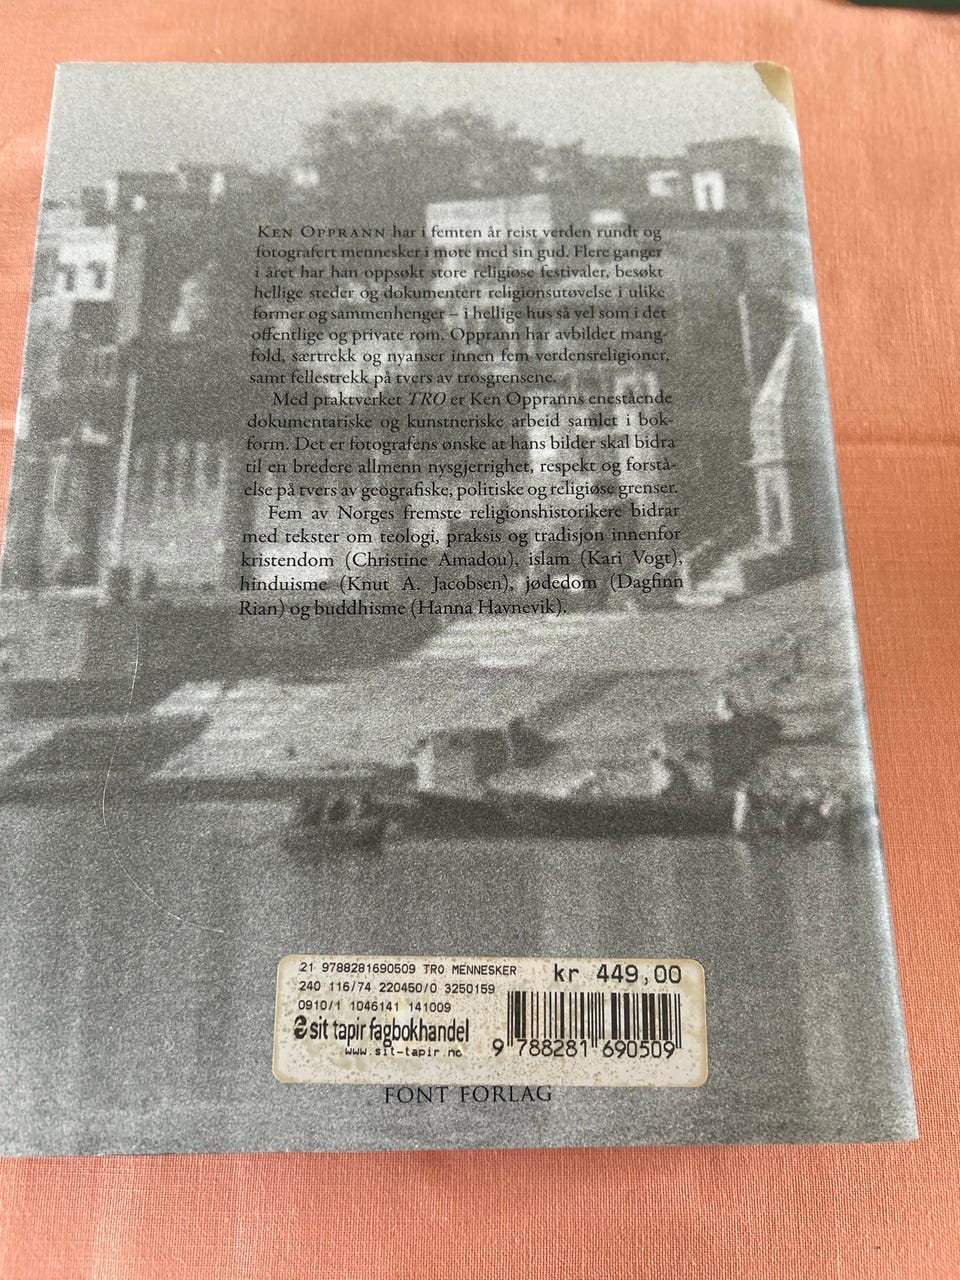 KEN OPPRANN har i femten år reist verden rundt og
fotografert mennesker i møte med sin gud. Flere ganger
i året har han oppsøkt store religiøse festivaler, besøkt
hellige steder og dokumentert religionsutøvelse i ulike
former og sammenhenger – i hellige hus så vel som i det
offentlige og private rom. Opprann har avbildet mang-
fold, særtrekk og nyanser innen fem verdensreligioner,
samt fellestrekk på tvers av trosgrensene.
Med praktverket TRO er Ken Oppranns enestående
dokumentariske og kunstneriske arbeid samlet i bok-
form. Det er fotografens ønske at hans bilder skal bidra
til en bredere allmenn nysgjerrighet, respekt og forstå-
else på tvers av geografiske, politiske og religiøse grenser.
Fem av Norges fremste religionshistorikere bidrar
med tekster om teologi, praksis og tradisjon innenfor
kristendom (Christine Amadou), islam (Kari Vogt),
hinduisme (Knut A. Jacobsen), jødedom (Dagfinn
Rian) og buddhisme (Hanna Havnevik).
21 9788281690509 TRO MENNESKER kr 449,00
240 116/74 220450/0 3250159
0910/1 1046141 141009
sit tapir fagbokhandel
www.sit-tapir.no
9 788281 690509
FONT FORLAG